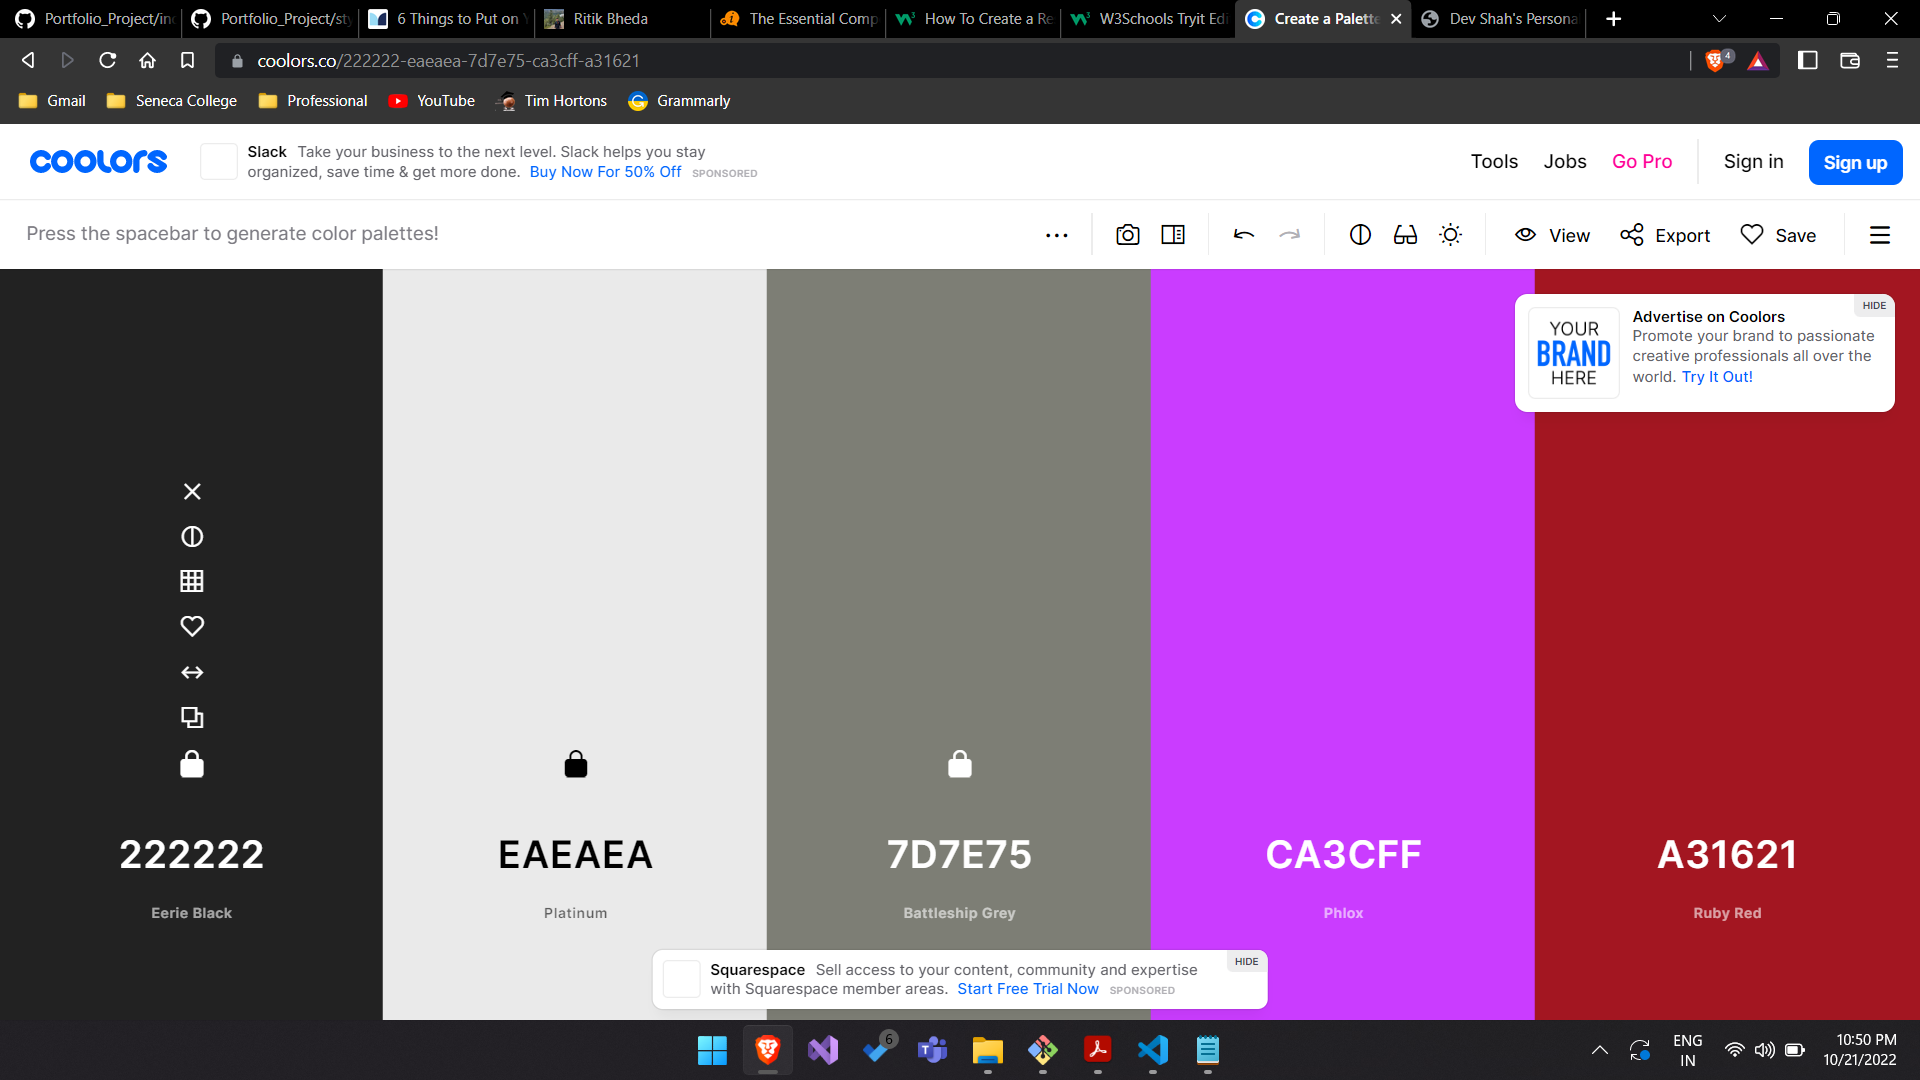 Portfolio_Project/in
Portfolio_Project/sty
6 Things to Put on Y
Ritik Bheda
The Essential Comp
How To Create a Re
W3Schools Tryit Edi
Create a Palette
Dev Shah's Persona
coolors.co/222222-eaeaea-7d7e75-ca3cff-a31621
4
Gmail
Seneca College
Professional
YouTube
Tim Hortons
Grammarly
coolors
Slack Take your business to the next level. Slack helps you stay
organized, save time & get more done. Buy Now For 50% Off SPONSORED
Tools
Jobs
Go Pro
Sign in
Sign up
Press the spacebar to generate color palettes!
View
Export
Save
HIDE
YOUR
BRAND
HERE
Advertise on Coolors
Promote your brand to passionate
creative professionals all over the
world. Try It Out!
222222
Eerie Black
EAEAEA
Platinum
7D7E75
Battleship Grey
CA3CFF
Phlox
A31621
Ruby Red
Squarespace Sell access to your content, community and expertise
with Squarespace member areas. Start Free Trial Now SPONSORED
HIDE
6
ENG
IN
10:50 PM
10/21/2022